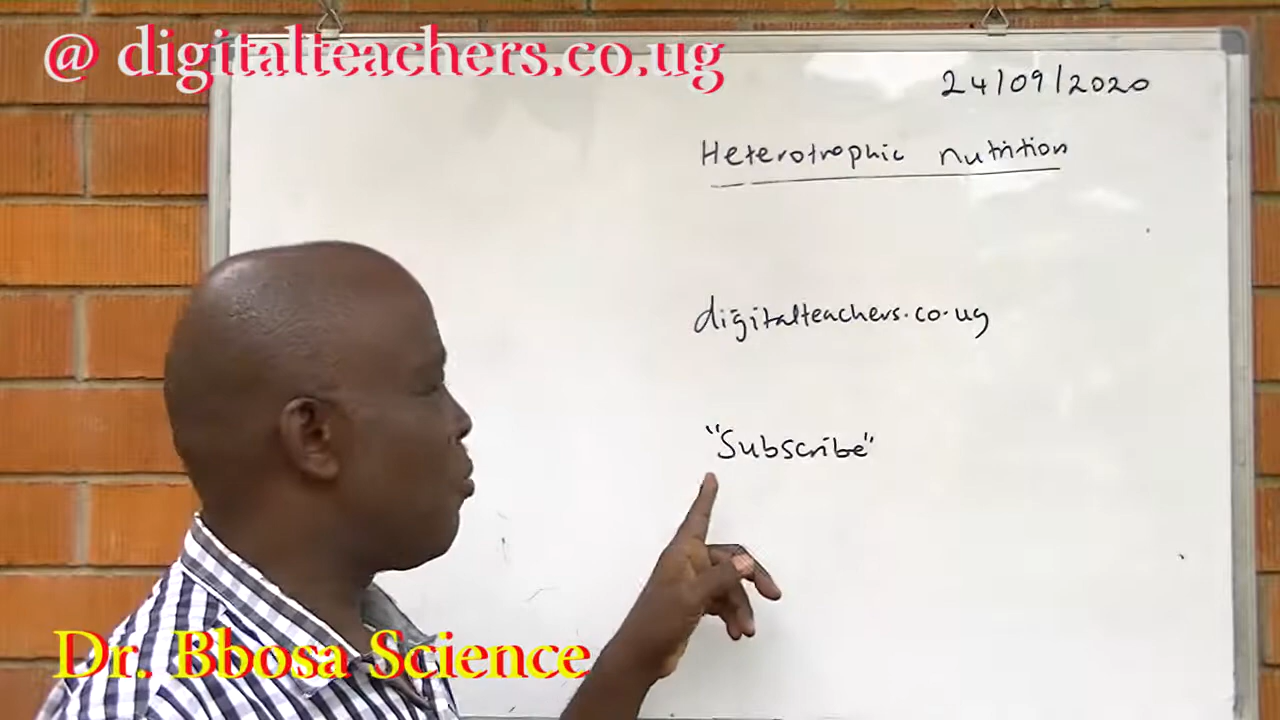 @ digitalteachers.co.ug
24/09/2020
Heterotrophic nutrition
digitalteachers.co.ug
"Subscribe"
Dr. Bbosa Science